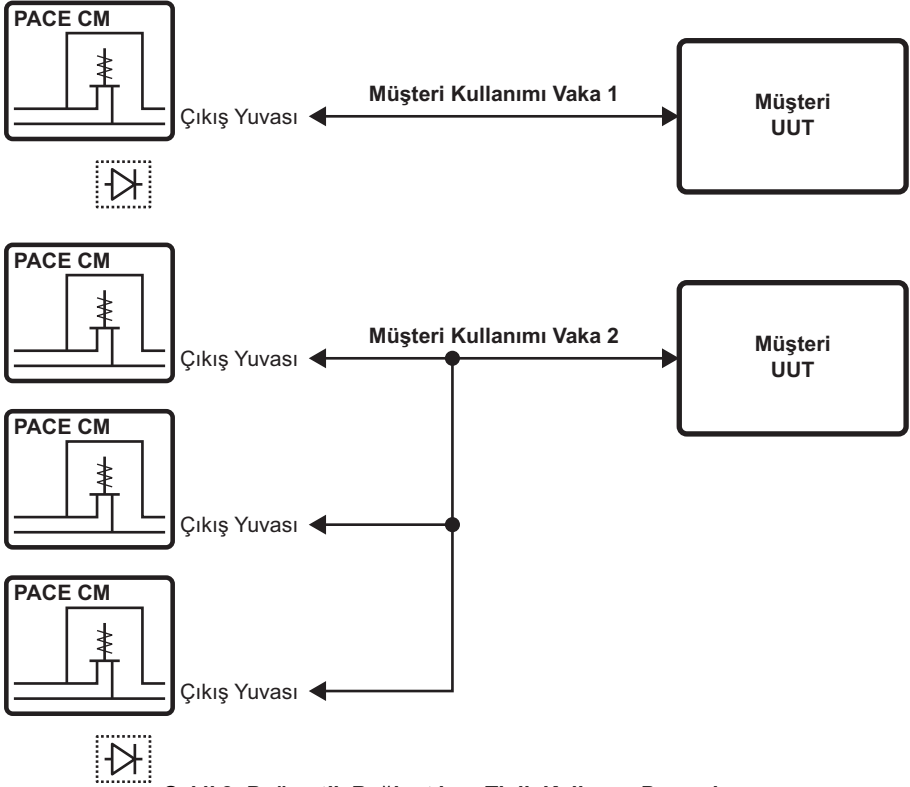 PACE CM
Çıkış Yuvası
Müşteri Kullanımı Vaka 1
Müşteri
UUT
PACE CM
Çıkış Yuvası
Müşteri Kullanımı Vaka 2
Müşteri
UUT
PACE CM
Çıkış Yuvası
PACE CM
Çıkış Yuvası